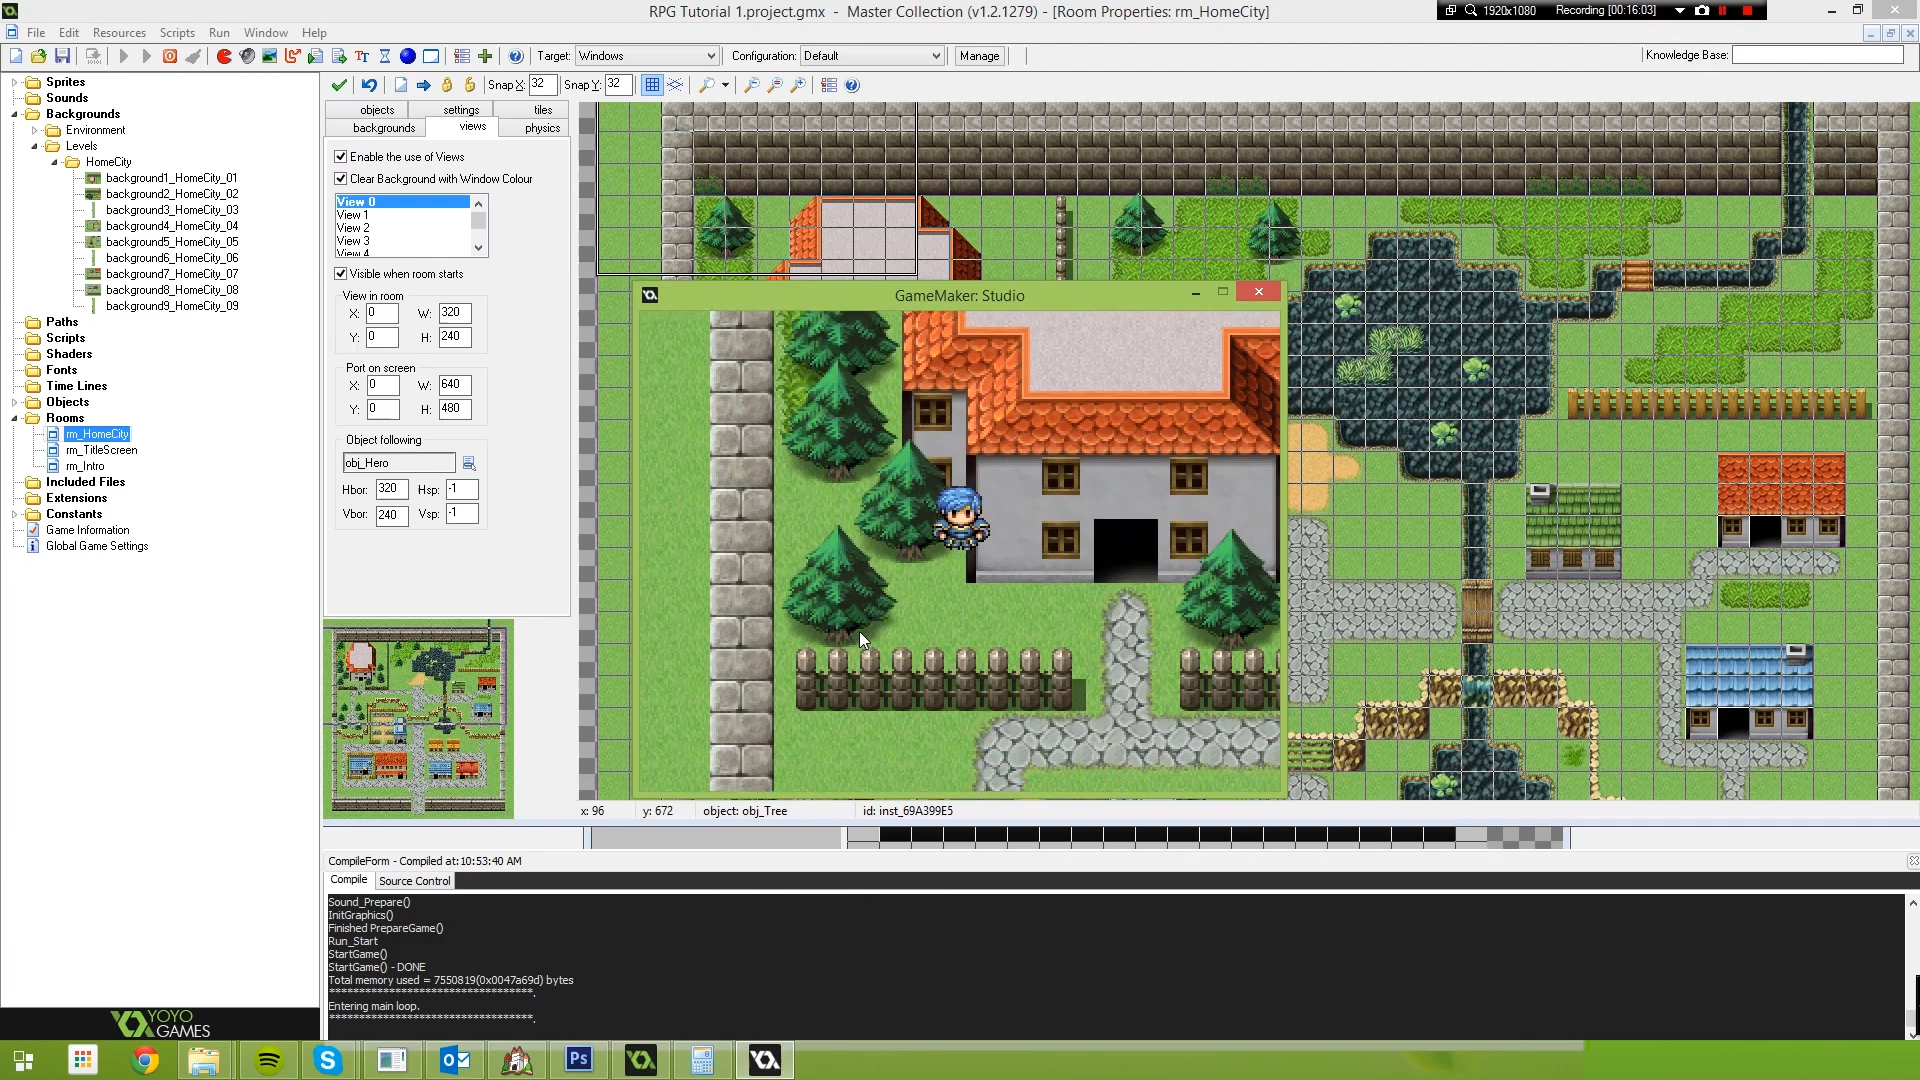 RPG Tutorial 1.project.gmx - Master Collection (v1.2.1279) - [Room Properties: rm_HomeCity]
1920x1080 Recording [00:16:03]
File Edit Resources Scripts Run Window Help
Target: Windows Configuration: Default Manage Knowledge Base:
Snap X: 32 Snap Y: 32
Sprites
Sounds
Backgrounds
Environment
Levels
HomeCity
background1_HomeCity_01
background2_HomeCity_02
background3_HomeCity_03
background4_HomeCity_04
background5_HomeCity_05
background6_HomeCity_06
background7_HomeCity_07
background8_HomeCity_08
background9_HomeCity_09
Paths
Scripts
Shaders
Fonts
Time Lines
Objects
Rooms
rm_HomeCity
rm_TitleScreen
rm_Intro
Included Files
Extensions
Constants
Game Information
Global Game Settings
YOYO
GAMES
objects settings tiles
backgrounds views physics
Enable the use of Views
Clear Background with Window Colour
View 0
View 1
View 2
View 3
View 4
Visible when room starts
View in room
X: 0 W: 320
Y: 0 H: 240
Port on screen
X: 0 W: 640
Y: 0 H: 480
Object following
obj_Hero
Hbor: 320 Hsp: -1
Vbor: 240 Vsp: -1
GameMaker: Studio
x: 96 y: 672 object: obj_Tree id: inst_69A399E5
CompileForm - Compiled at:10:53:40 AM
Compile Source Control
Sound_Prepare()
InitGraphics()
Finished PrepareGame()
Run_Start
StartGame()
StartGame() - DONE
Total memory used = 7550819(0x0047a69d) bytes
**********************************.
Entering main loop.
**********************************.
Ps